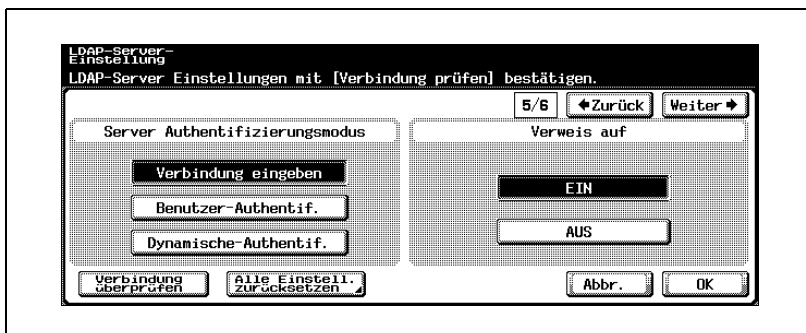 LDAP-Server-
Einstellung
LDAP-Server Einstellungen mit [Verbindung prüfen] bestätigen.
5/6 Zurück Weiter
Server Authentifizierungsmodus
Verbindung eingeben
Benutzer-Authentif.
Dynamische-Authentif.
Verweis auf
EIN
AUS
Verbindung
überprüfen
Alle Einstell.
zurücksetzen
Abbr.
OK